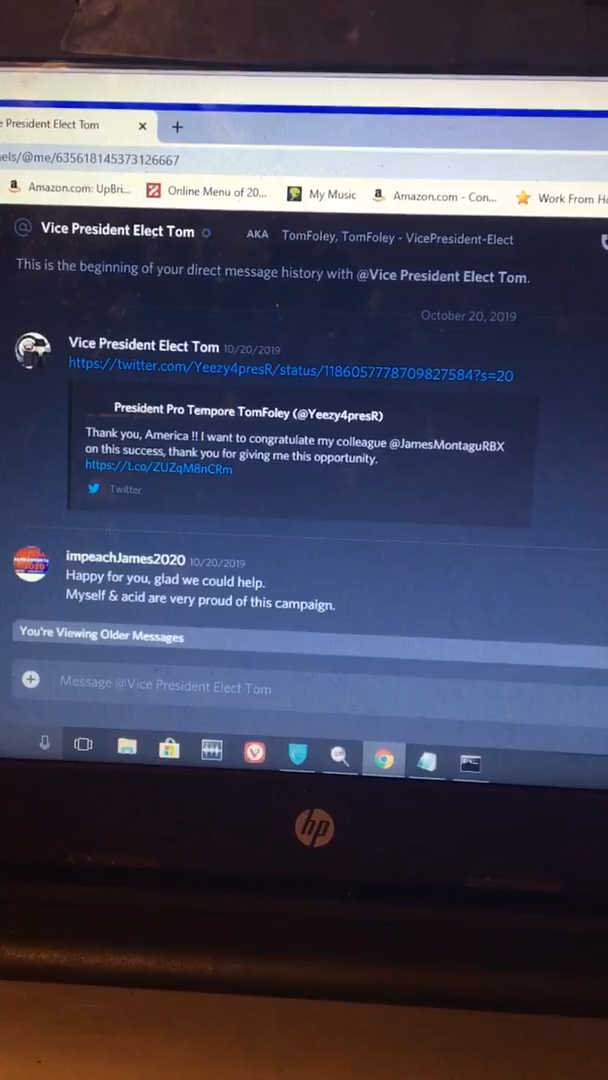 e President Elect Tom
els/@me/635618145373126667
Amazon.com: UpBri...
Online Menu of 20...
My Music
Amazon.com - Con...
Work From Ho
Vice President Elect Tom
AKA
TomFoley, TomFoley - VicePresident-Elect
This is the beginning of your direct message history with @Vice President Elect Tom.
October 20, 2019
Vice President Elect Tom 10/20/2019
https://twitter.com/Yeezy4presR/status/1186057778709827584?s=20
President Pro Tempore TomFoley (@Yeezy4presR)
Thank you, America !! I want to congratulate my colleague @JamesMontaguRBX
on this success, thank you for giving me this opportunity.
https://t.co/ZUZqM8nCRm
Twitter
impeachJames2020 10/20/2019
Happy for you, glad we could help.
Myself & acid are very proud of this campaign.
You're Viewing Older Messages
Message @Vice President Elect Tom
hp